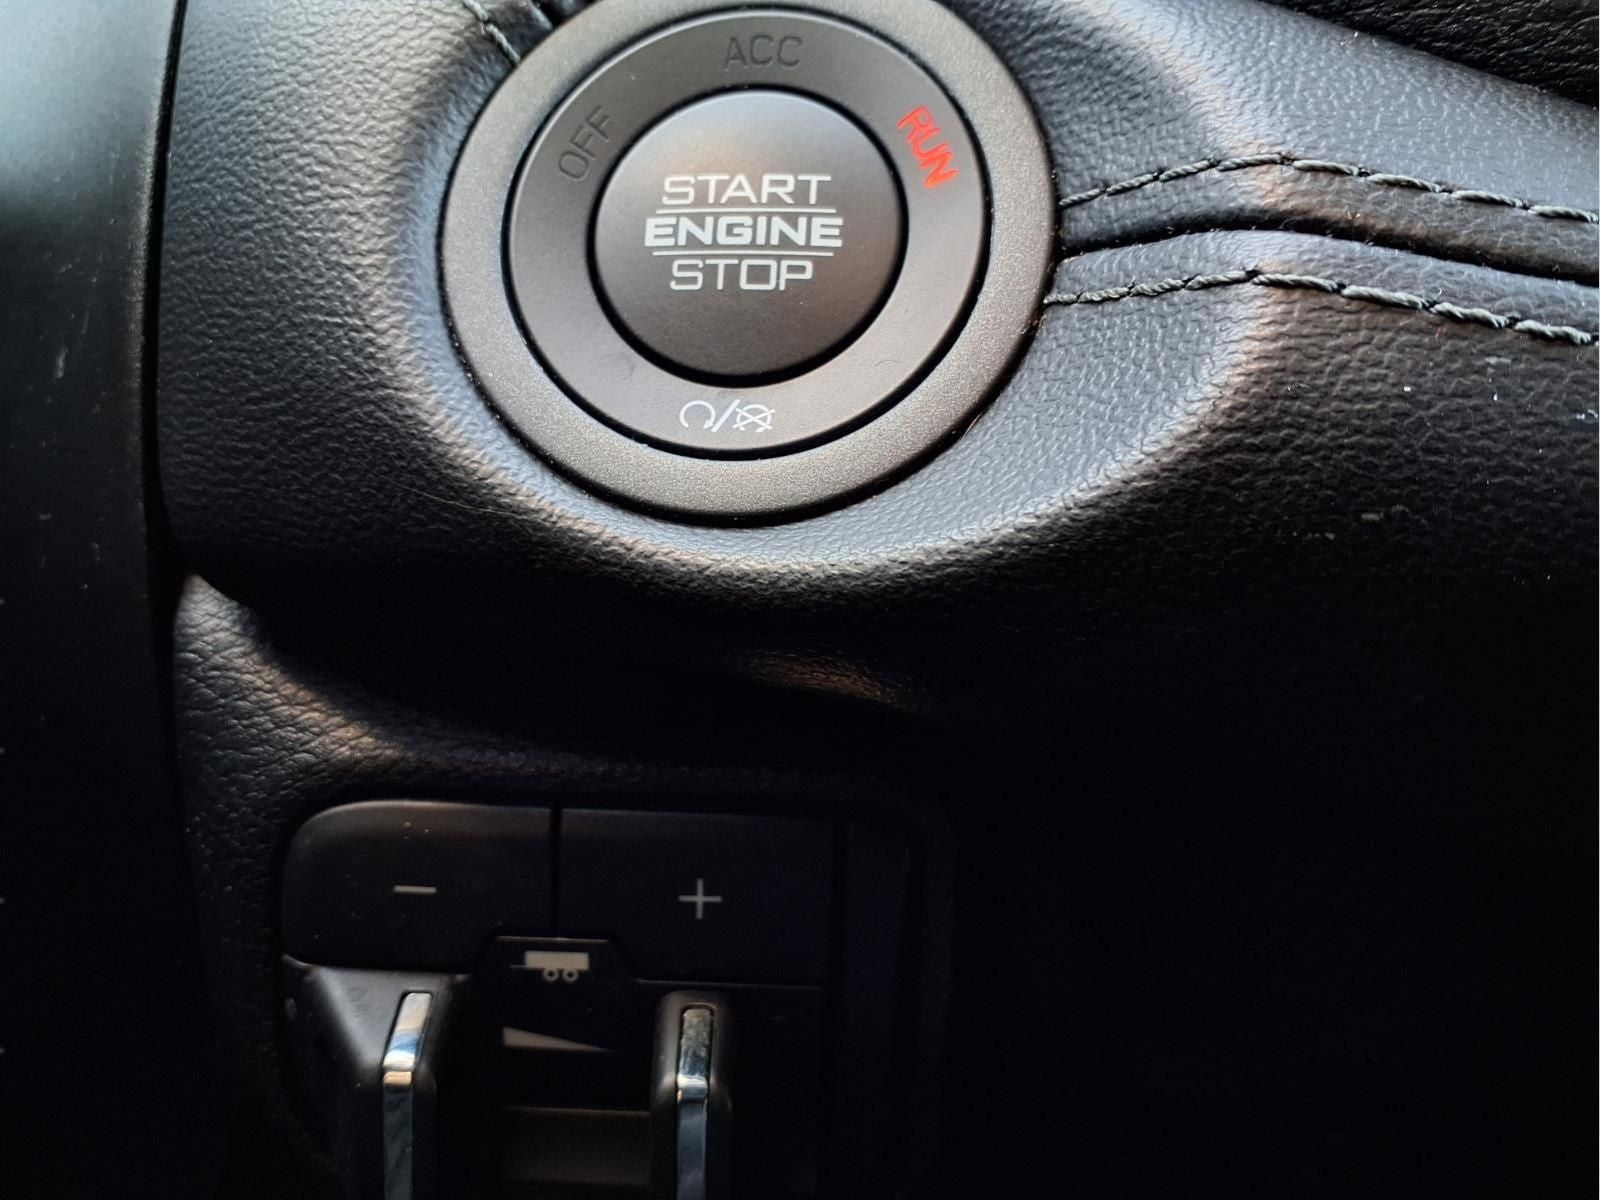 ACC
OFF
RUN
START
ENGINE
STOP